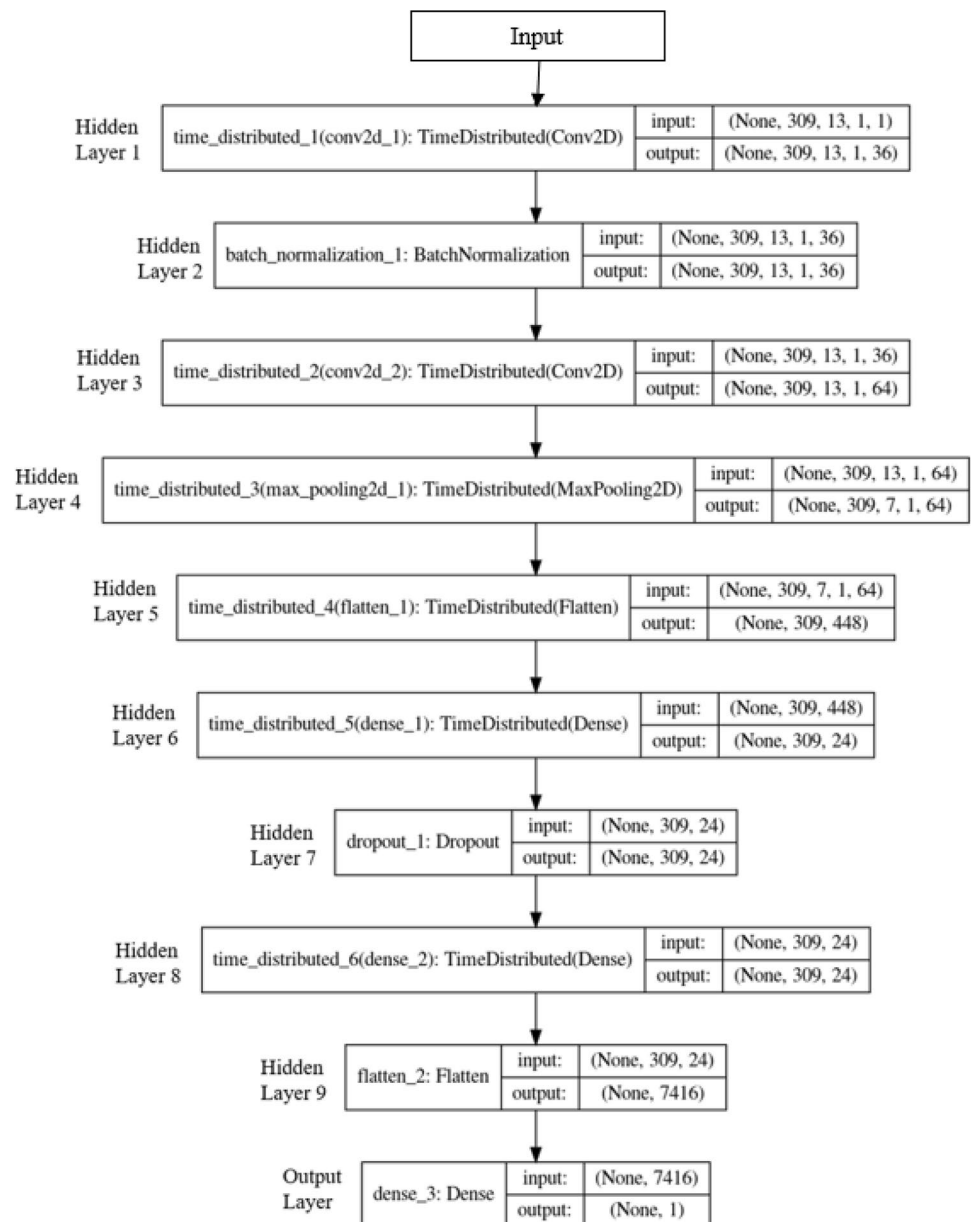 Input
Hidden
Layer 1
time_distributed_1(conv2d_1): TimeDistributed(Conv2D)
input: (None, 309, 13, 1, 1)
output: (None, 309, 13, 1, 36)
Hidden
Layer 2
batch_normalization_1: BatchNormalization
input: (None, 309, 13, 1, 36)
output: (None, 309, 13, 1, 36)
Hidden
Layer 3
time_distributed_2(conv2d_2): TimeDistributed(Conv2D)
input: (None, 309, 13, 1, 36)
output: (None, 309, 13, 1, 64)
Hidden
Layer 4
time_distributed_3(max_pooling2d_1): TimeDistributed(MaxPooling2D)
input: (None, 309, 13, 1, 64)
output: (None, 309, 7, 1, 64)
Hidden
Layer 5
time_distributed_4(flatten_1): TimeDistributed(Flatten)
input: (None, 309, 7, 1, 64)
output: (None, 309, 448)
Hidden
Layer 6
time_distributed_5(dense_1): TimeDistributed(Dense)
input: (None, 309, 448)
output: (None, 309, 24)
Hidden
Layer 7
dropout_1: Dropout
input: (None, 309, 24)
output: (None, 309, 24)
Hidden
Layer 8
time_distributed_6(dense_2): TimeDistributed(Dense)
input: (None, 309, 24)
output: (None, 309, 24)
Hidden
Layer 9
flatten_2: Flatten
input: (None, 309, 24)
output: (None, 7416)
Output
Layer
dense_3: Dense
input: (None, 7416)
output: (None, 1)